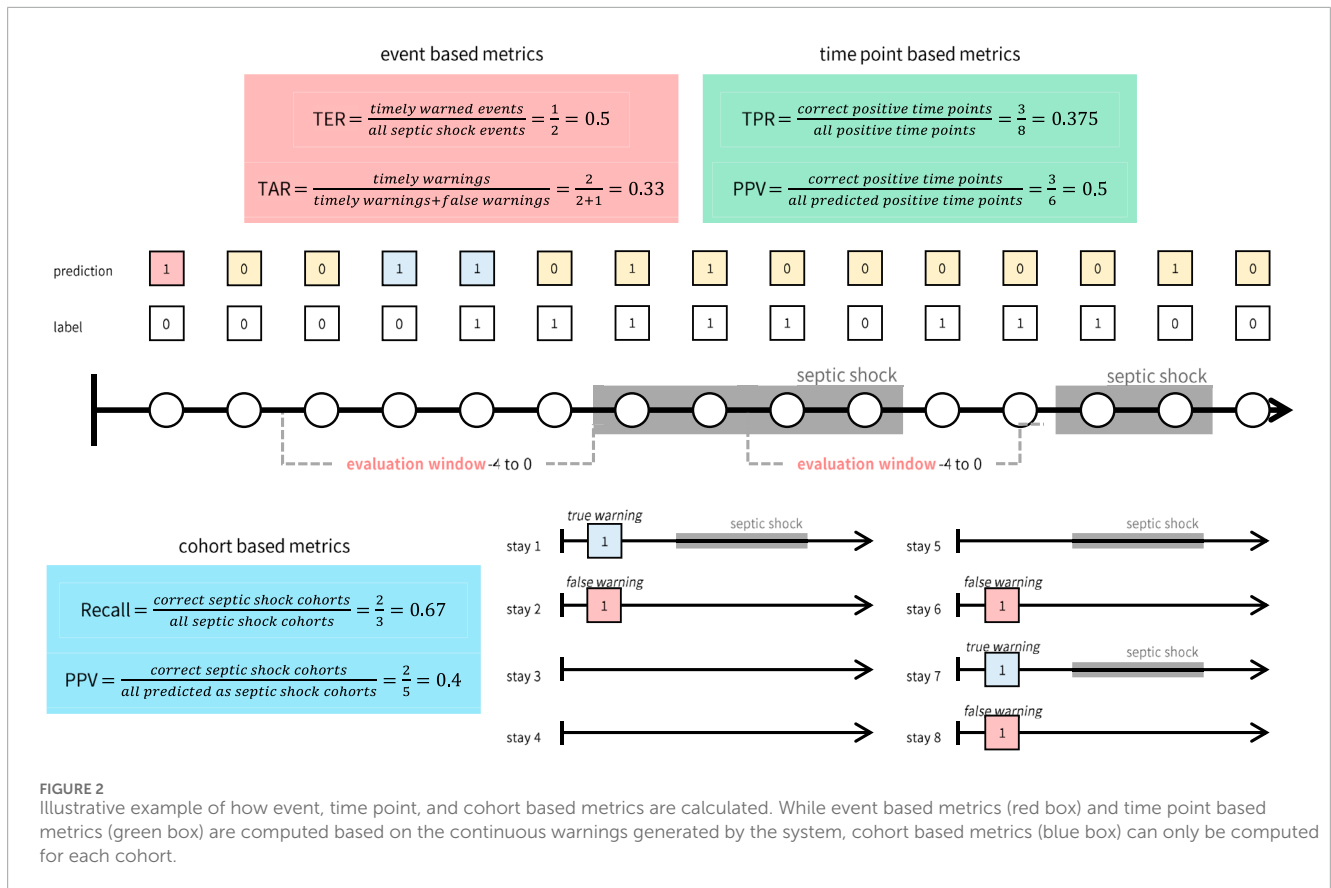 event based metrics
time point based metrics
TER = timely warned events / all septic shock events = 1/2 = 0.5
TAR = timely warnings / timely warnings+false warnings = 2/2+1 = 0.33
TPR = correct positive time points / all positive time points = 3/8 = 0.375
PPV = correct positive time points / all predicted positive time points = 3/6 = 0.5
prediction 1 0 0 1 1 0 1 1 0 0 0 0 0 1 0
label 0 0 0 0 1 1 1 1 1 0 1 1 1 0 0
septic shock
septic shock
evaluation window -4 to 0
evaluation window -4 to 0
cohort based metrics
Recall = correct septic shock cohorts / all septic shock cohorts = 2/3 = 0.67
PPV = correct septic shock cohorts / all predicted as septic shock cohorts = 2/5 = 0.4
true warning
septic shock
stay 1 1
false warning
stay 2 1
stay 3
stay 4
septic shock
stay 5
false warning
stay 6 1
true warning
septic shock
stay 7 1
false warning
stay 8 1
FIGURE 2
Illustrative example of how event, time point, and cohort based metrics are calculated. While event based metrics (red box) and time point based
metrics (green box) are computed based on the continuous warnings generated by the system, cohort based metrics (blue box) can only be computed
for each cohort.